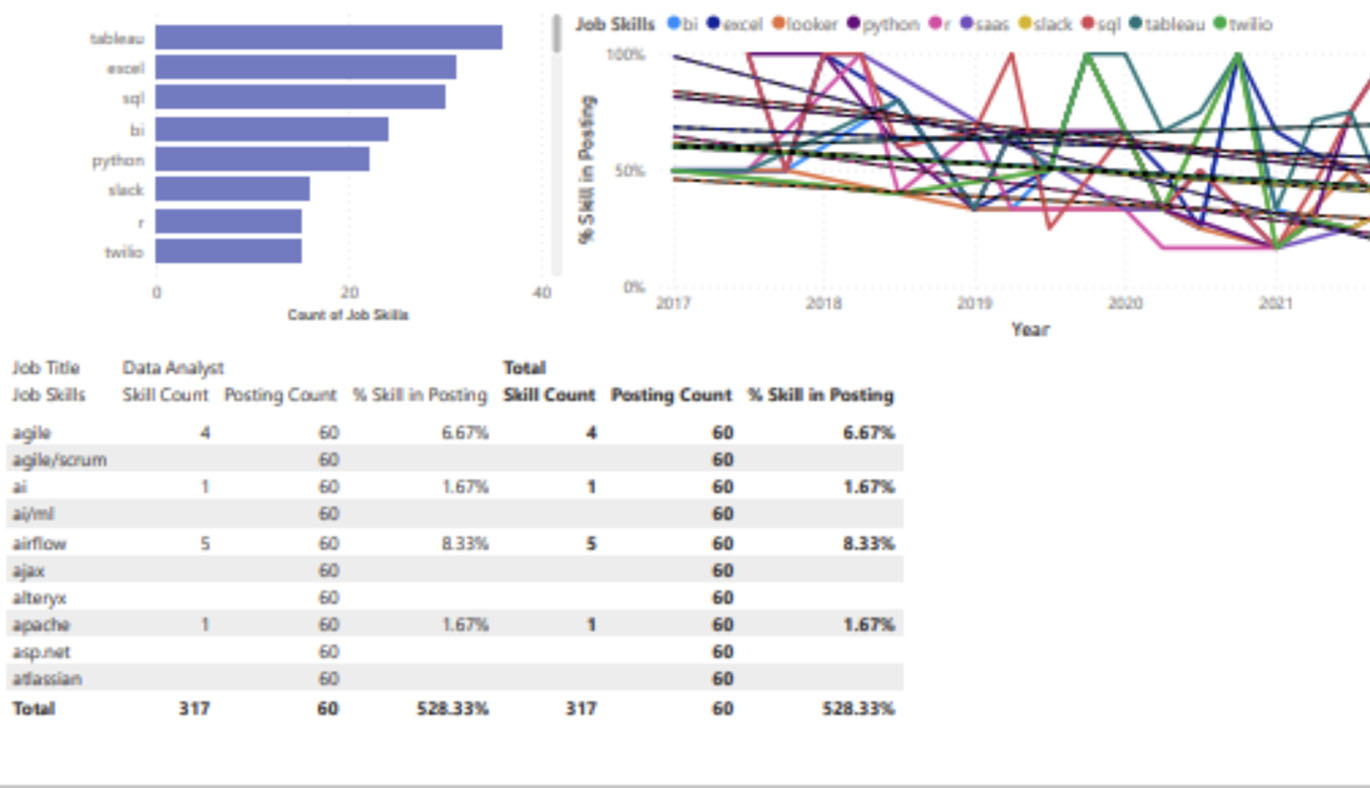 tableau
excel
sql
bi
python
slack
r
twilio
0 20 40
Count of Job Skills
Job Skills bi excel looker python r saas slack sql tableau twilio
% Skill in Posting
100%
50%
0%
2017 2018 2019 2020 2021
Year
Job Title Data Analyst Total
Job Skills Skill Count Posting Count % Skill in Posting Skill Count Posting Count % Skill in Posting
agile 4 60 6.67% 4 60 6.67%
agile/scrum 60 60
ai 1 60 1.67% 1 60 1.67%
ai/ml 60 60
airflow 5 60 8.33% 5 60 8.33%
ajax 60 60
alteryx 60 60
apache 1 60 1.67% 1 60 1.67%
asp.net 60 60
atlassian 60 60
Total 317 60 528.33% 317 60 528.33%